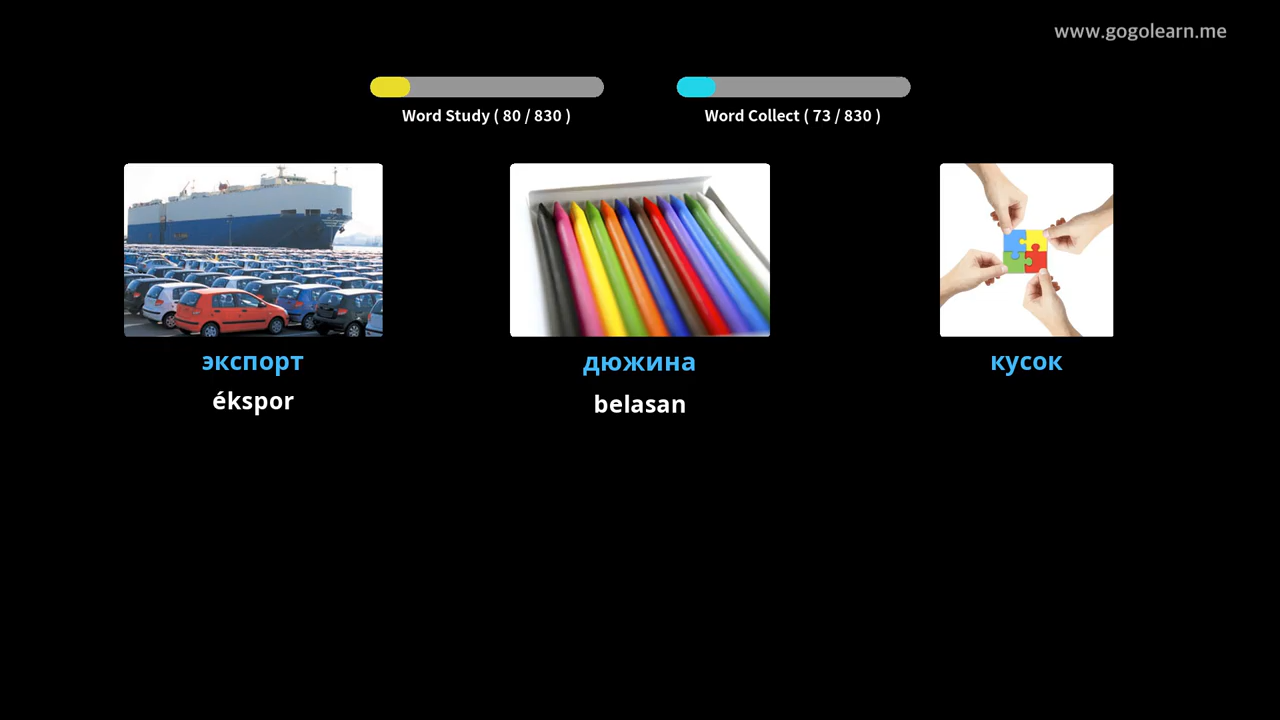 www.gogolearn.me
Word Study ( 80 / 830 )
Word Collect ( 73 / 830 )
экспорт
дюжина
кусок
ékspor
belasan